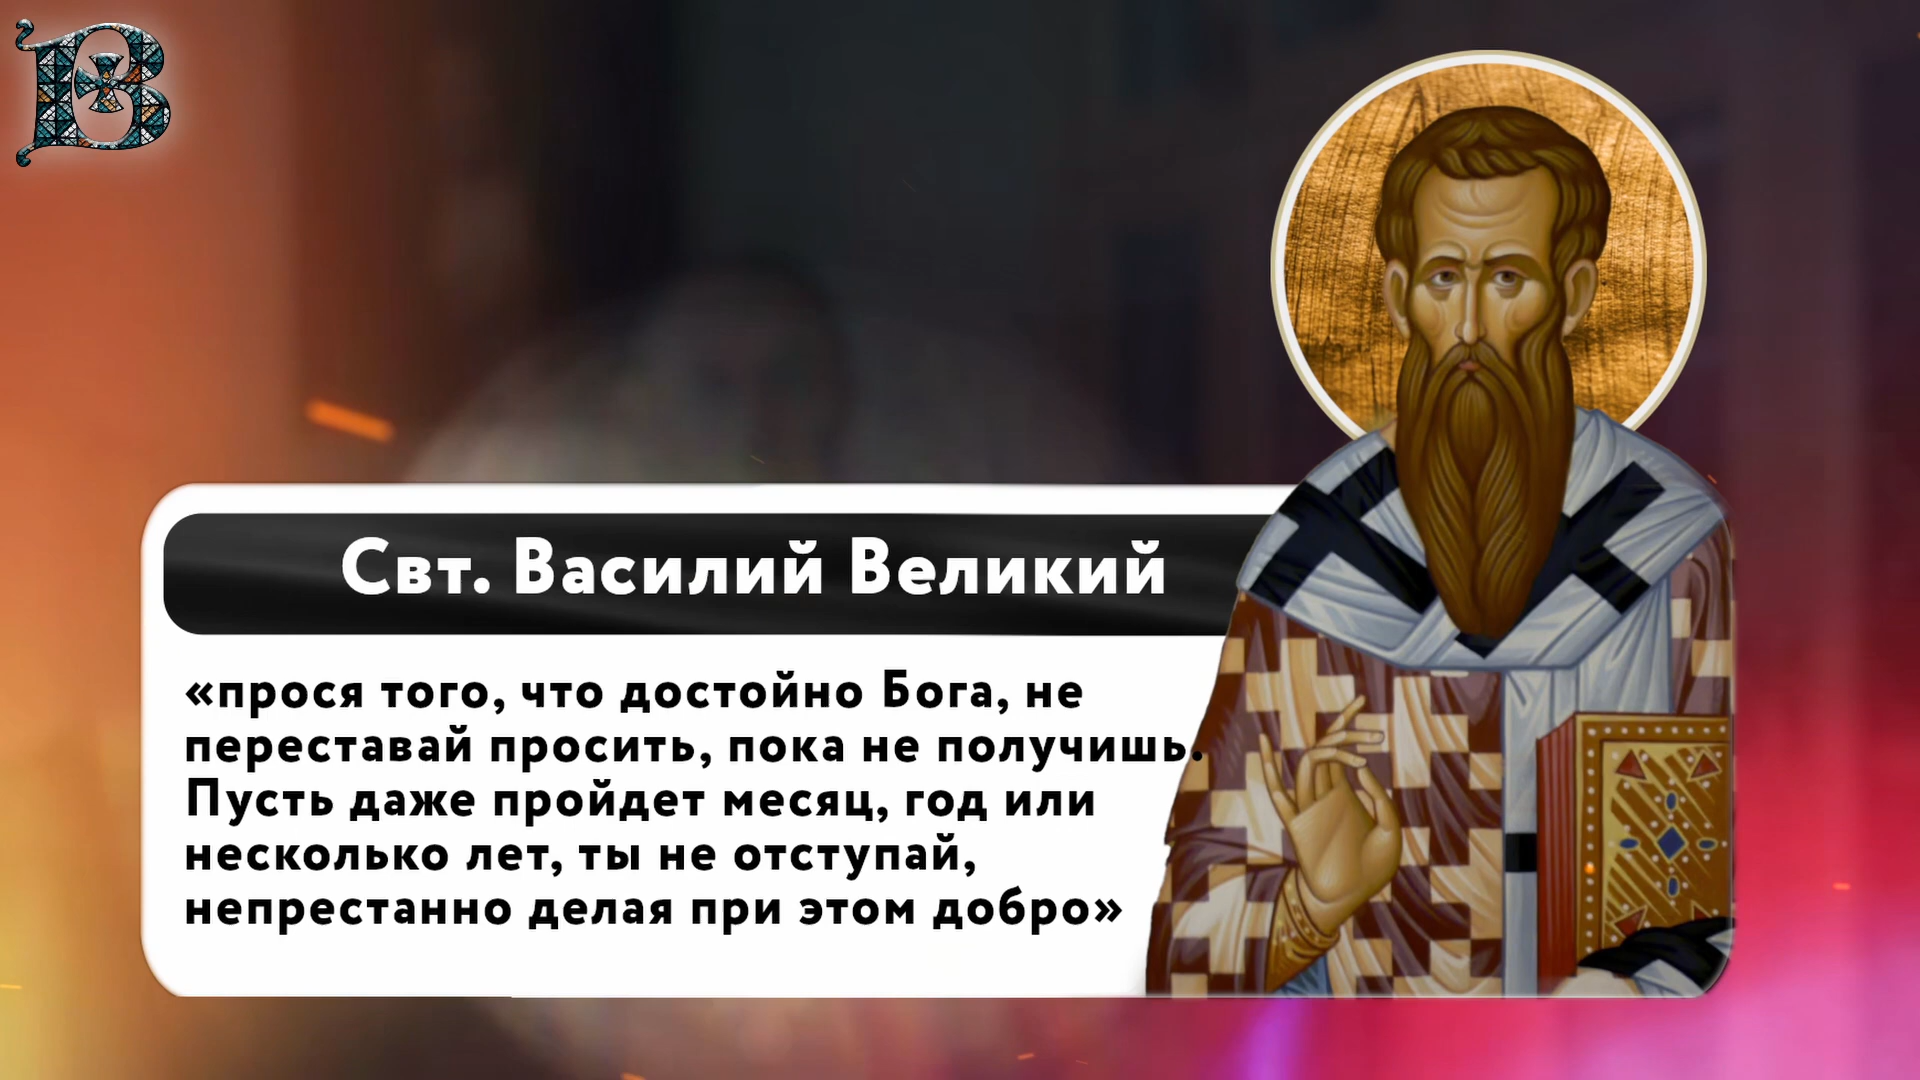 В
Свт. Василий Великий
«прося того, что достойно Бога, не
переставай просить, пока не получишь.
Пусть даже пройдет месяц, год или
несколько лет, ты не отступай,
непрестанно делая при этом добро»